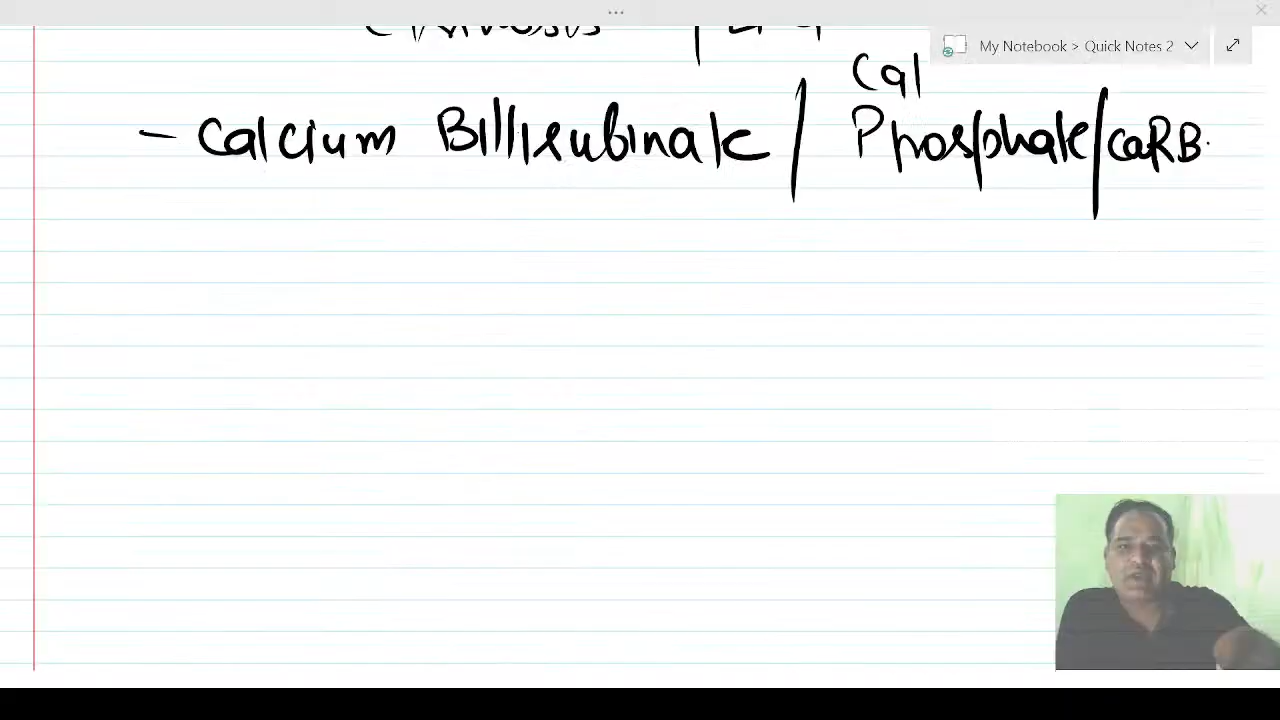 My Notebook > Quick Notes 2
Cal
- Calcium Billirubinate / Phosphate/CaRB.